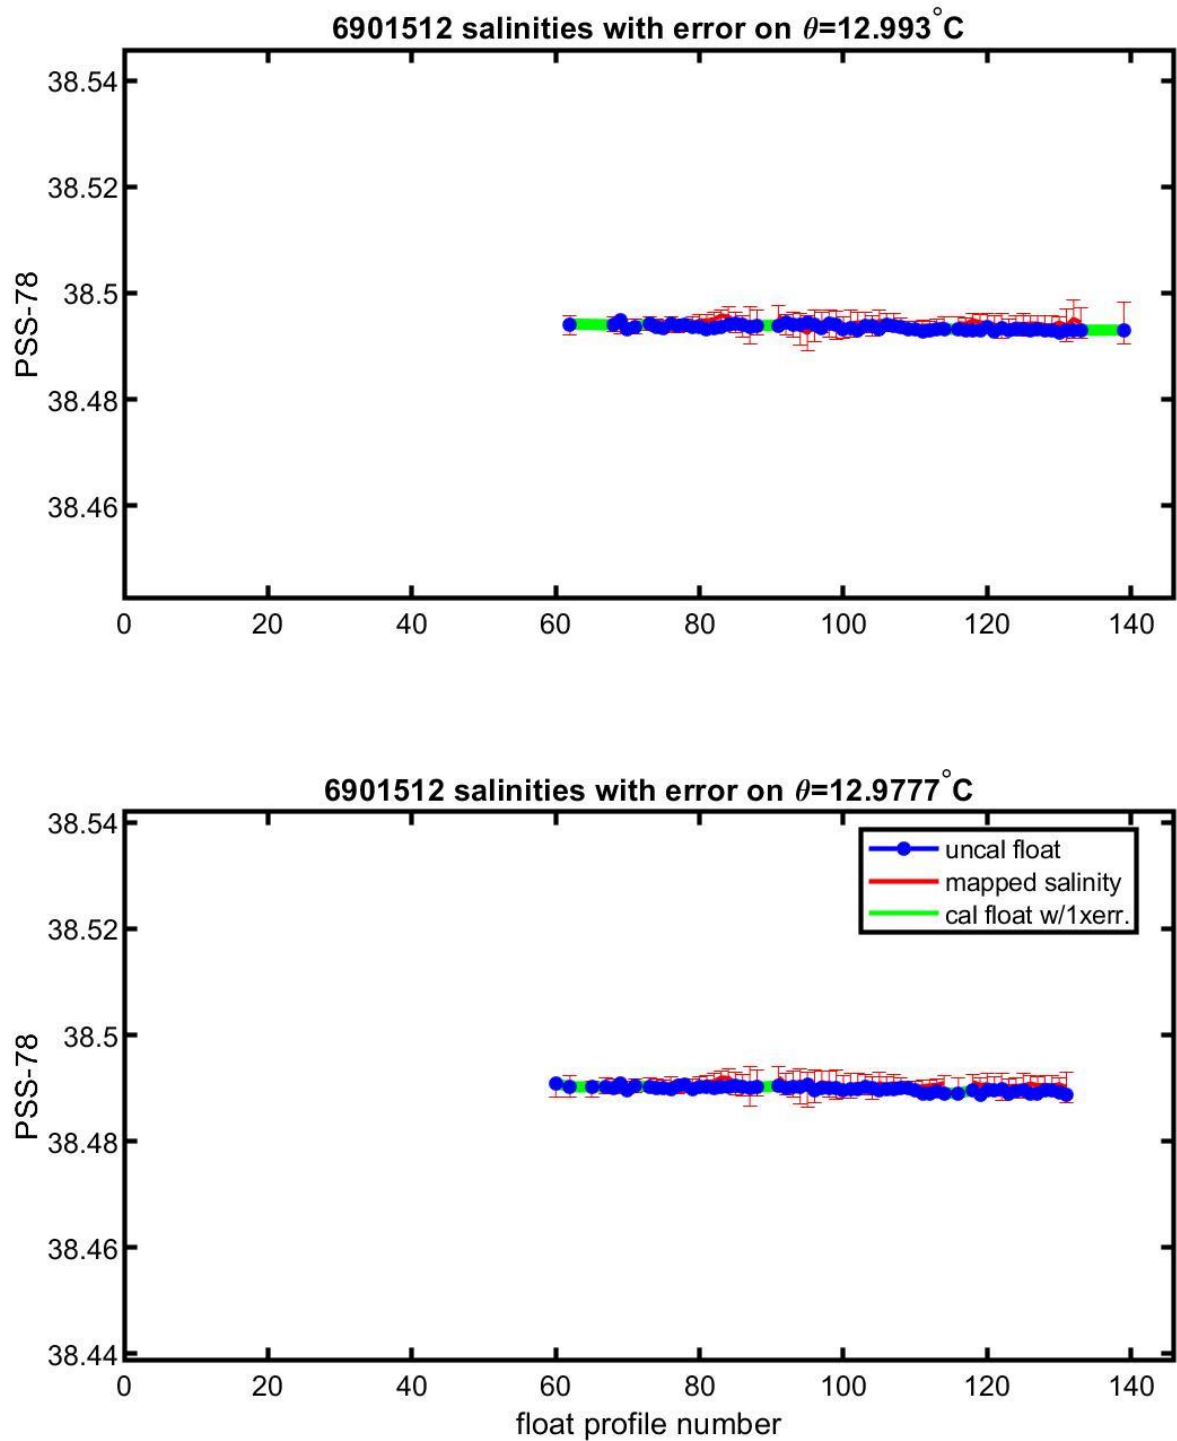 6901512 salinities with error on θ=12.993°C
38.54
38.52
38.5
38.48
38.46
PSS-78
0 20 40 60 80 100 120 140
6901512 salinities with error on θ=12.9777°C
38.54
38.52
38.5
38.48
38.46
38.44
PSS-78
uncal float
mapped salinity
cal float w/1xerr.
0 20 40 60 80 100 120 140
float profile number